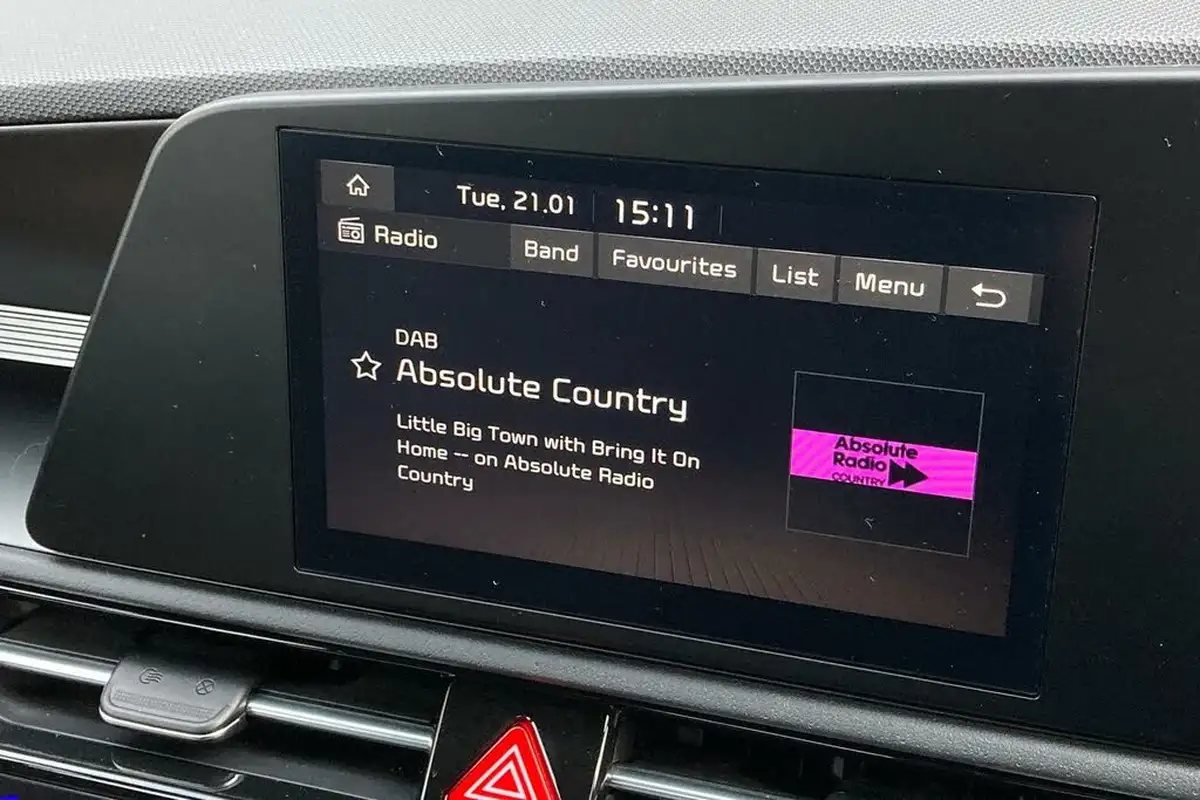 Tue, 21.01 15:11
Radio Band Favourites List Menu
DAB
Absolute Country
Little Big Town with Bring It On
Home -- on Absolute Radio
Country
Absolute
Radio
COUNTRY